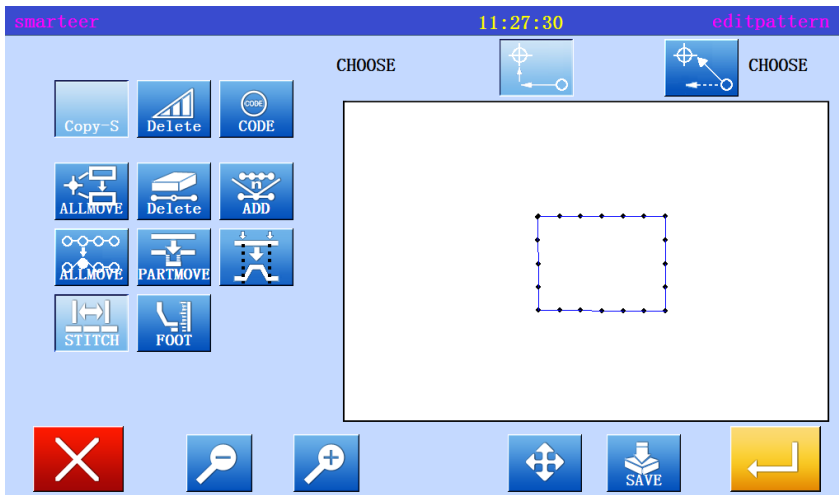 smarteer 11:27:30 editpattern
CHOOSE CHOOSE
Copy-S Delete CODE CODE
ALLMOVE Delete n ADD
ALLMOVE PARTMOVE
STITCH FOOT
SAVE